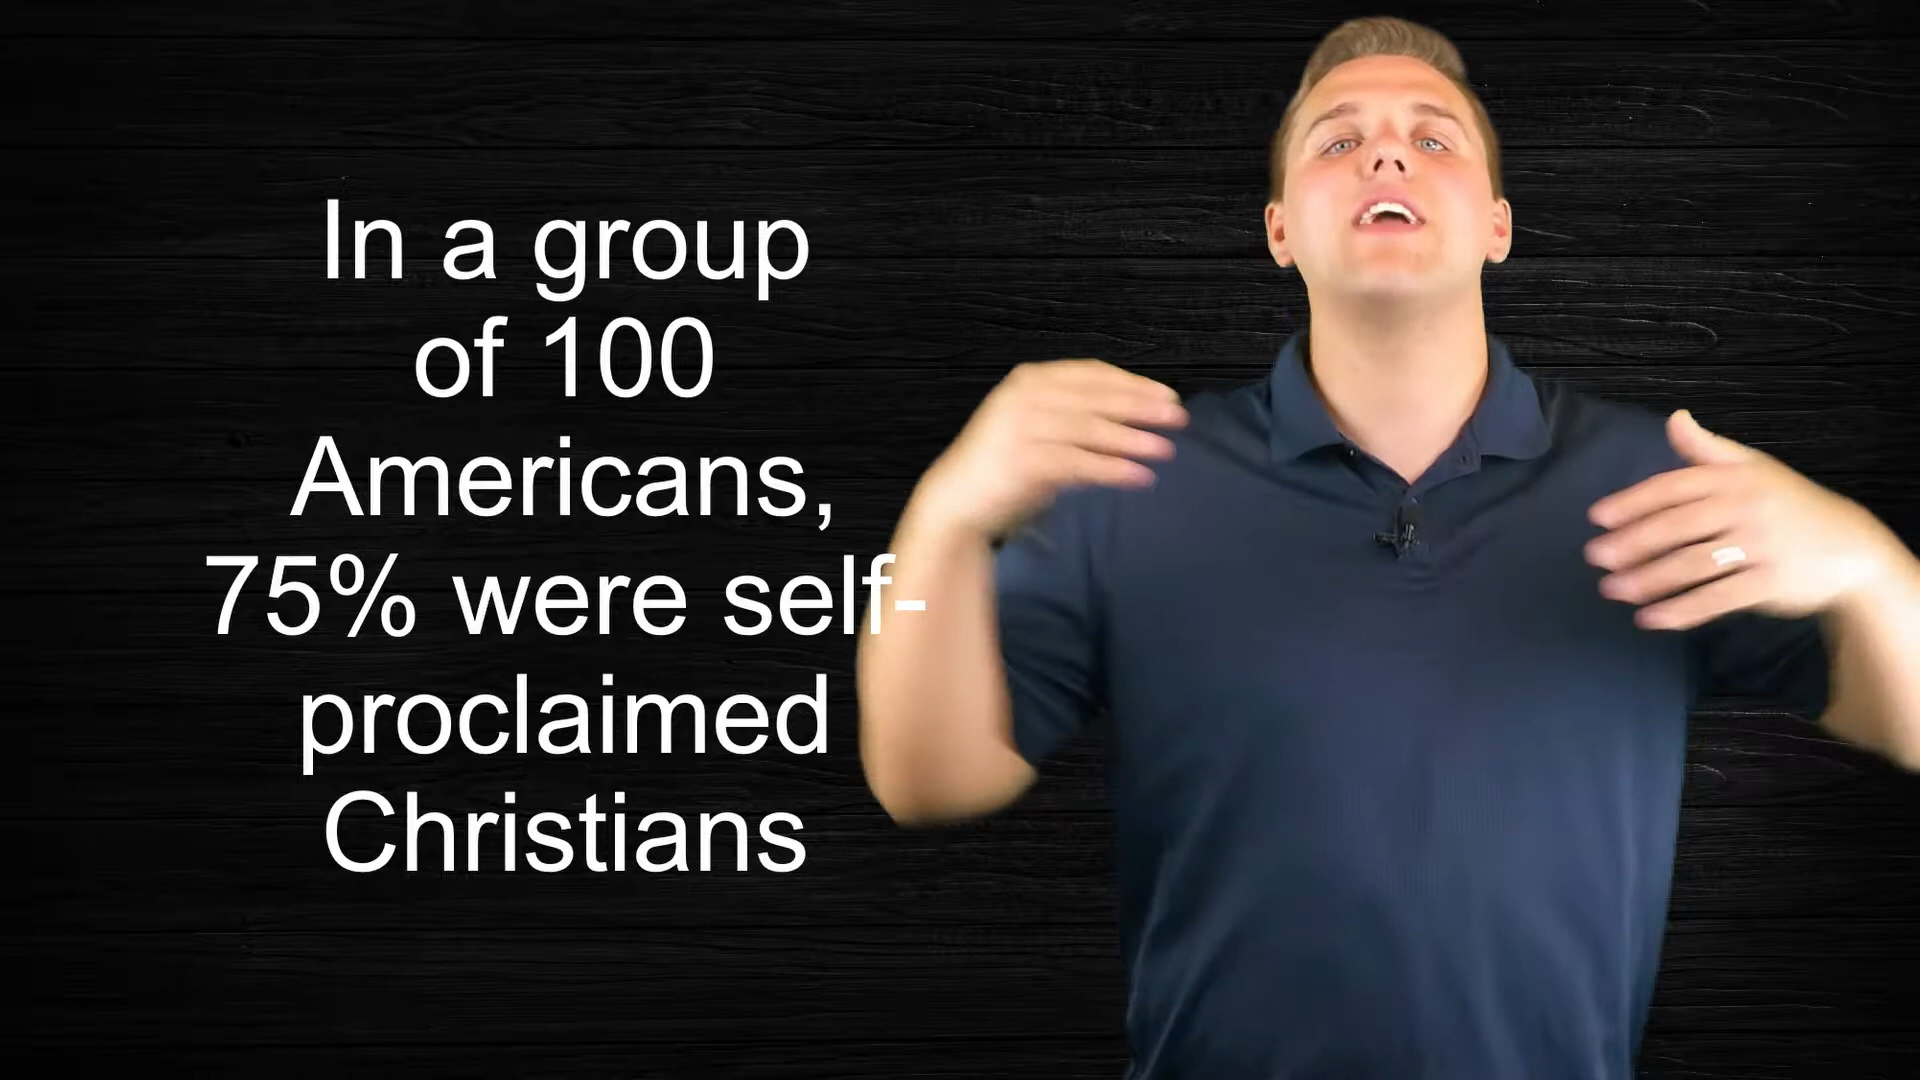 In a group
of 100
Americans,
75% were self-
proclaimed
Christians